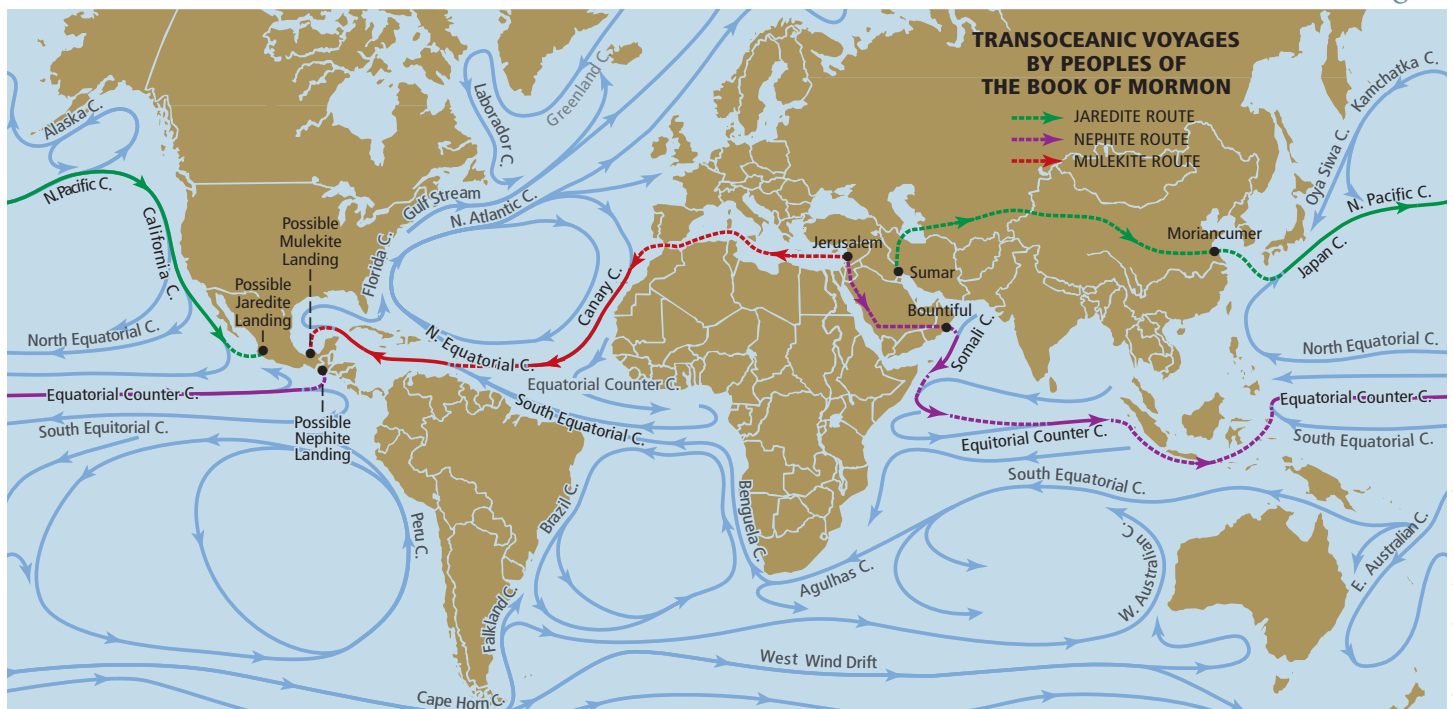 g
TRANSOCEANIC VOYAGES
BY PEOPLES OF
THE BOOK OF MORMON
JAREDITE ROUTE
NEPHITE ROUTE
MULEKITE ROUTE
Alaska C.
N.Pacific C.
California C.
Laborador C.
Greenland C.
Gulf Stream
N. Atlantic C.
Florida C.
Possible
Mulekite
Landing
Possible
Jaredite
Landing
North Equatorial C.
Equatorial Counter C.
South Equitorial C.
Possible
Nephite
Landing
Canary C.
N. Equatorial C.
Equatorial Counter C.
South Equatorial C.
Jerusalem
Sumar
Bountiful
Somali C.
Moriancumer
Kamchatka C.
Oya Siwa C.
N. Pacific C.
Japan C.
North Equatorial C.
Equatorial Counter C.
South Equatorial C.
Equitorial Counter C.
South Equatorial C.
Peru C.
Brazil C.
Benguela C.
Agulhas C.
W. Australian C.
E. Australian C.
Falkland C.
West Wind Drift
Cape Horn C.